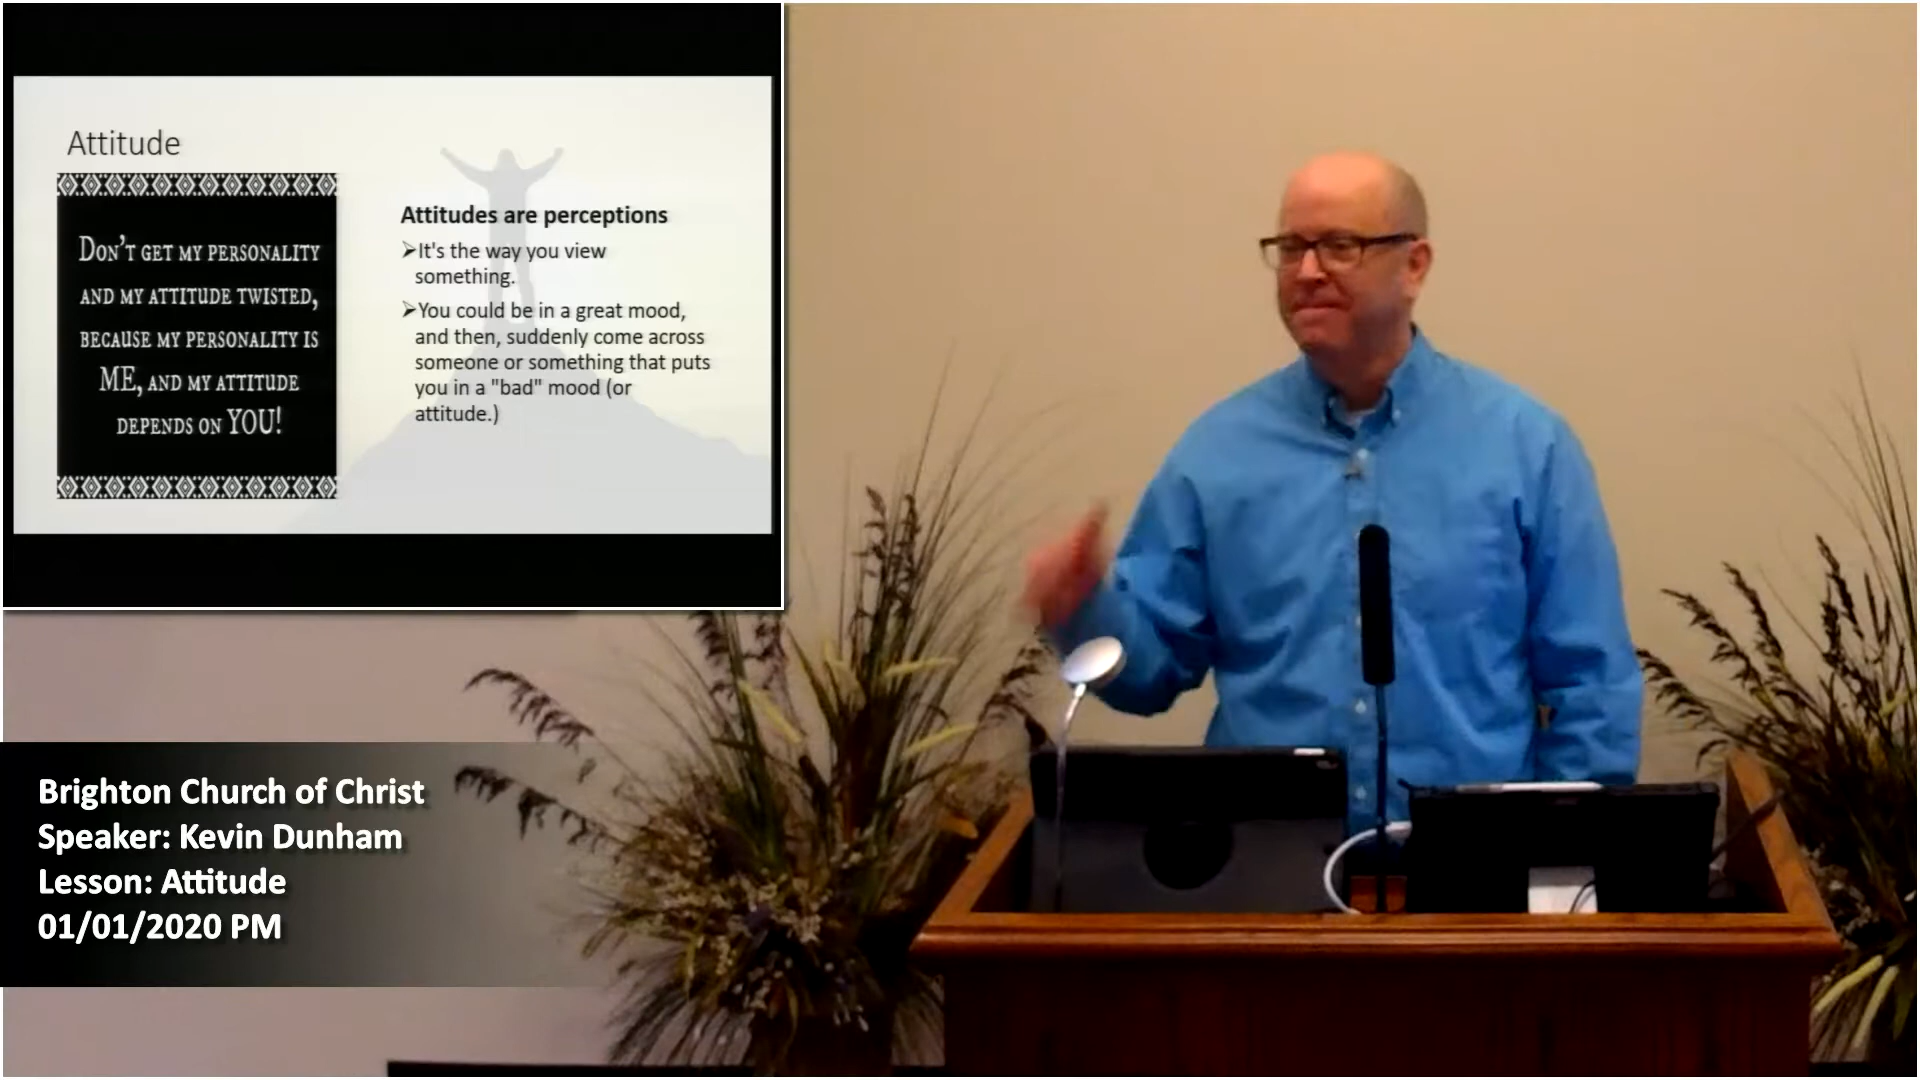 Attitude
DON'T GET MY PERSONALITY
AND MY ATTITUDE TWISTED,
BECAUSE MY PERSONALITY IS
ME, AND MY ATTITUDE
DEPENDS ON YOU!
Attitudes are perceptions
➢It's the way you view
something.
➢You could be in a great mood,
and then, suddenly come across
someone or something that puts
you in a "bad" mood (or
attitude.)
Brighton Church of Christ
Speaker: Kevin Dunham
Lesson: Attitude
01/01/2020 PM